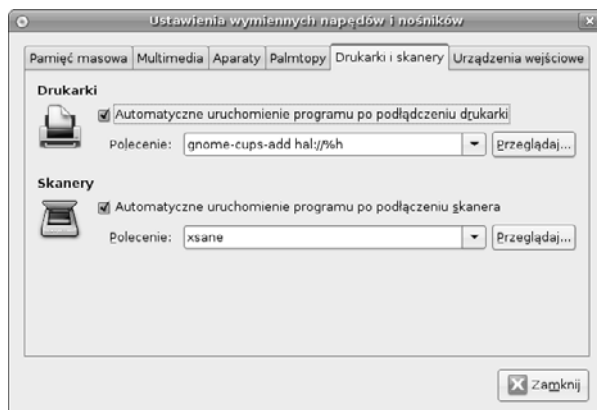 Ustawienia wymiennych napędów i nośników
Pamięć masowa Multimedia Aparaty Palmtopy Drukarki i skanery Urządzenia wejściowe
Drukarki
Automatyczne uruchomienie programu po podłądczeniu drukarki
Polecenie: gnome-cups-add hal://%h Przeglądaj...
Skanery
Automatyczne uruchomienie programu po podłączeniu skanera
Polecenie: xsane Przeglądaj...
Zamknij